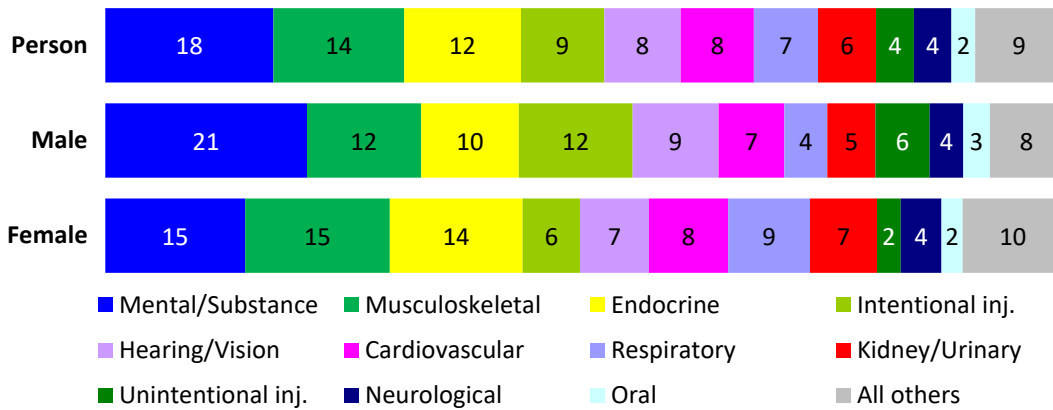 Person 18 14 12 9 8 8 7 6 4 4 2 9
Male 21 12 10 12 9 7 4 5 6 4 3 8
Female 15 15 14 6 7 8 9 7 2 4 2 10
Mental/Substance Musculoskeletal Endocrine Intentional inj.
Hearing/Vision Cardiovascular Respiratory Kidney/Urinary
Unintentional inj. Neurological Oral All others